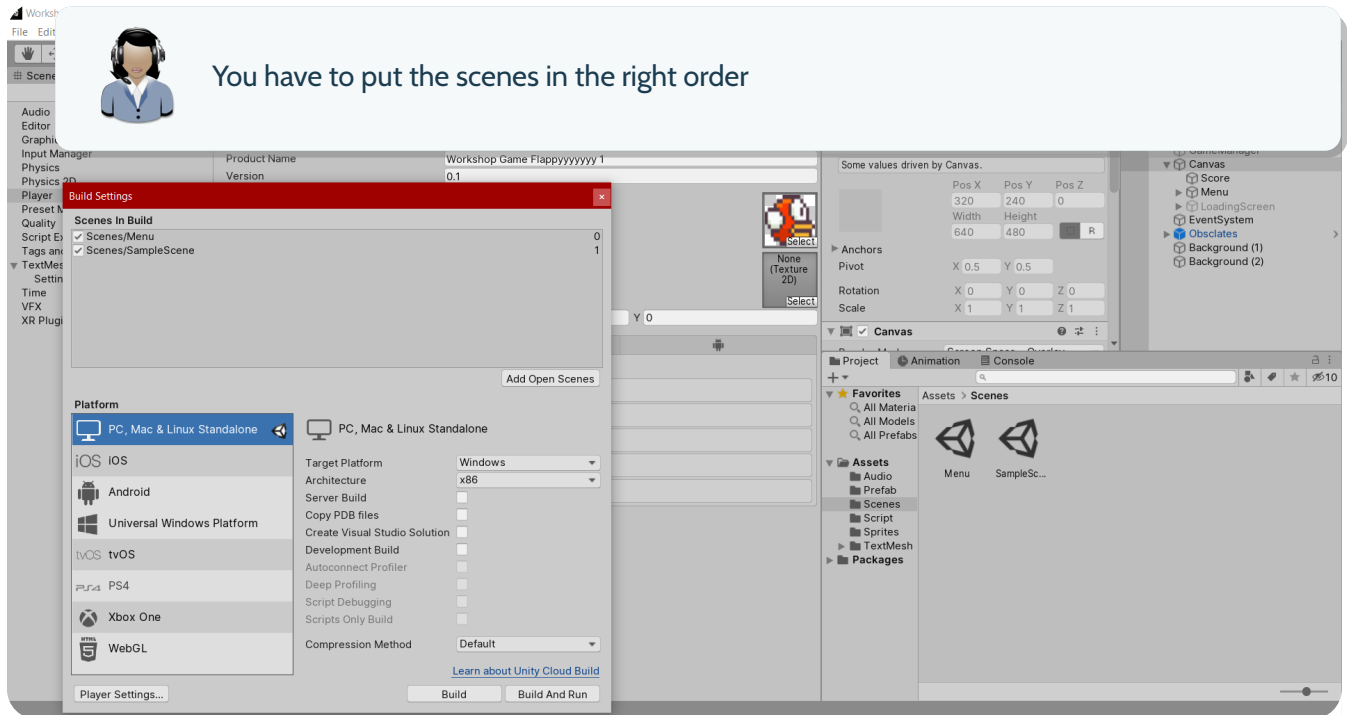 Worksh
File Edit
You have to put the scenes in the right order
# Scene
Audio
Editor
Graphi
Input Manager
Physics
Physics 2D
Player
Preset M
Quality
Script Ex
Tags and
TextMes
Settin
Time
VFX
XR Plugi
Product Name
Workshop Game Flappyyyyyyy 1
Version
0.1
Select
None
(Texture
2D)
Select
Y 0
Build Settings
×
Scenes In Build
Scenes/Menu 0
Scenes/SampleScene 1
Add Open Scenes
Platform
PC, Mac & Linux Standalone
iOS iOS
Android
Universal Windows Platform
tvOS tvOS
PS4 PS4
Xbox One
HTML 5 WebGL
PC, Mac & Linux Standalone
Target Platform Windows
Architecture x86
Server Build
Copy PDB files
Create Visual Studio Solution
Development Build
Autoconnect Profiler
Deep Profiling
Script Debugging
Scripts Only Build
Compression Method Default
Learn about Unity Cloud Build
Player Settings...
Build
Build And Run
Some values driven by Canvas.
Pos X Pos Y Pos Z
320 240 0
Width Height
640 480 R
Anchors
Pivot X 0.5 Y 0.5
Rotation X 0 Y 0 Z 0
Scale X 1 Y 1 Z 1
Canvas
GameManager
Canvas
Score
Menu
LoadingScreen
EventSystem
Obsclates
Background (1)
Background (2)
Project Animation Console
10
Favorites
All Materia
All Models
All Prefabs
Assets
Audio
Prefab
Scenes
Script
Sprites
TextMesh
Packages
Assets > Scenes
Menu
SampleSc...